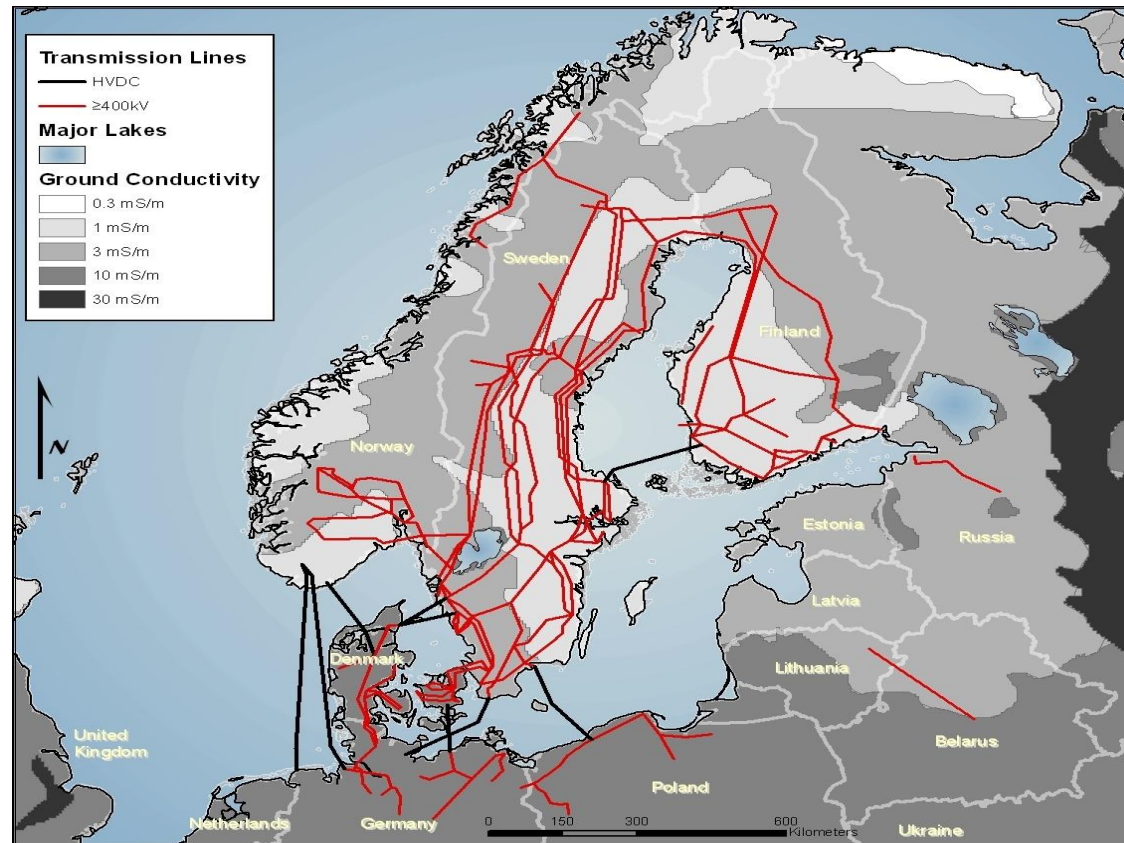 Transmission Lines
HVDC
≥400kV
Major Lakes
Ground Conductivity
0.3 mS/m
1 mS/m
3 mS/m
10 mS/m
30 mS/m
Sweden
Finland
N
Norway
Estonia
Russia
Latvia
Denmark
Lithuania
United
Kingdom
Belarus
Poland
Netherlands
Germany
0 150 300 600
Kilometers
Ukraine